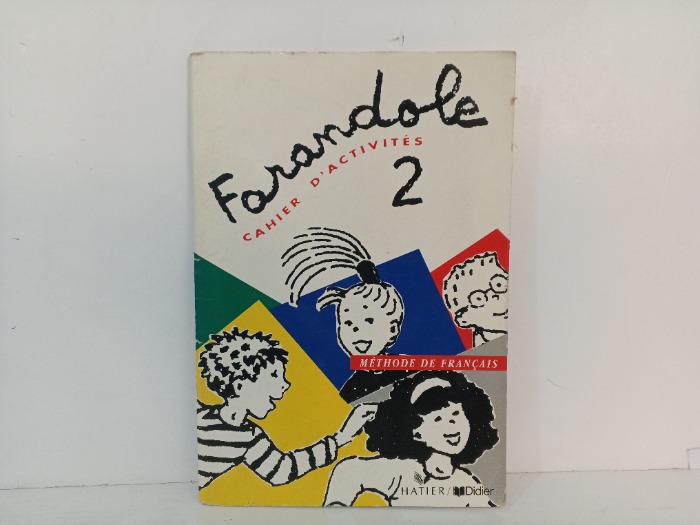 Farandole
CAHIER D'ACTIVITÉS
2
MÉTHODE DE FRANÇAIS
HATIER / Didier